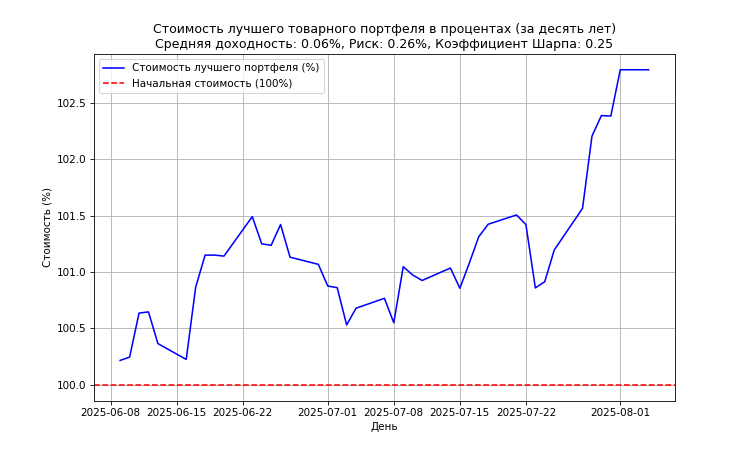 Стоимость лучшего товарного портфеля в процентах (за десять лет)
Средняя доходность: 0.06%, Риск: 0.26%, Коэффициент Шарпа: 0.25
Стоимость лучшего портфеля (%)
Начальная стоимость (100%)
Стоимость (%)
102.5
102.0
101.5
101.0
100.5
100.0
2025-06-08
2025-06-15
2025-06-22
2025-07-01
2025-07-08
2025-07-15
2025-07-22
2025-08-01
День